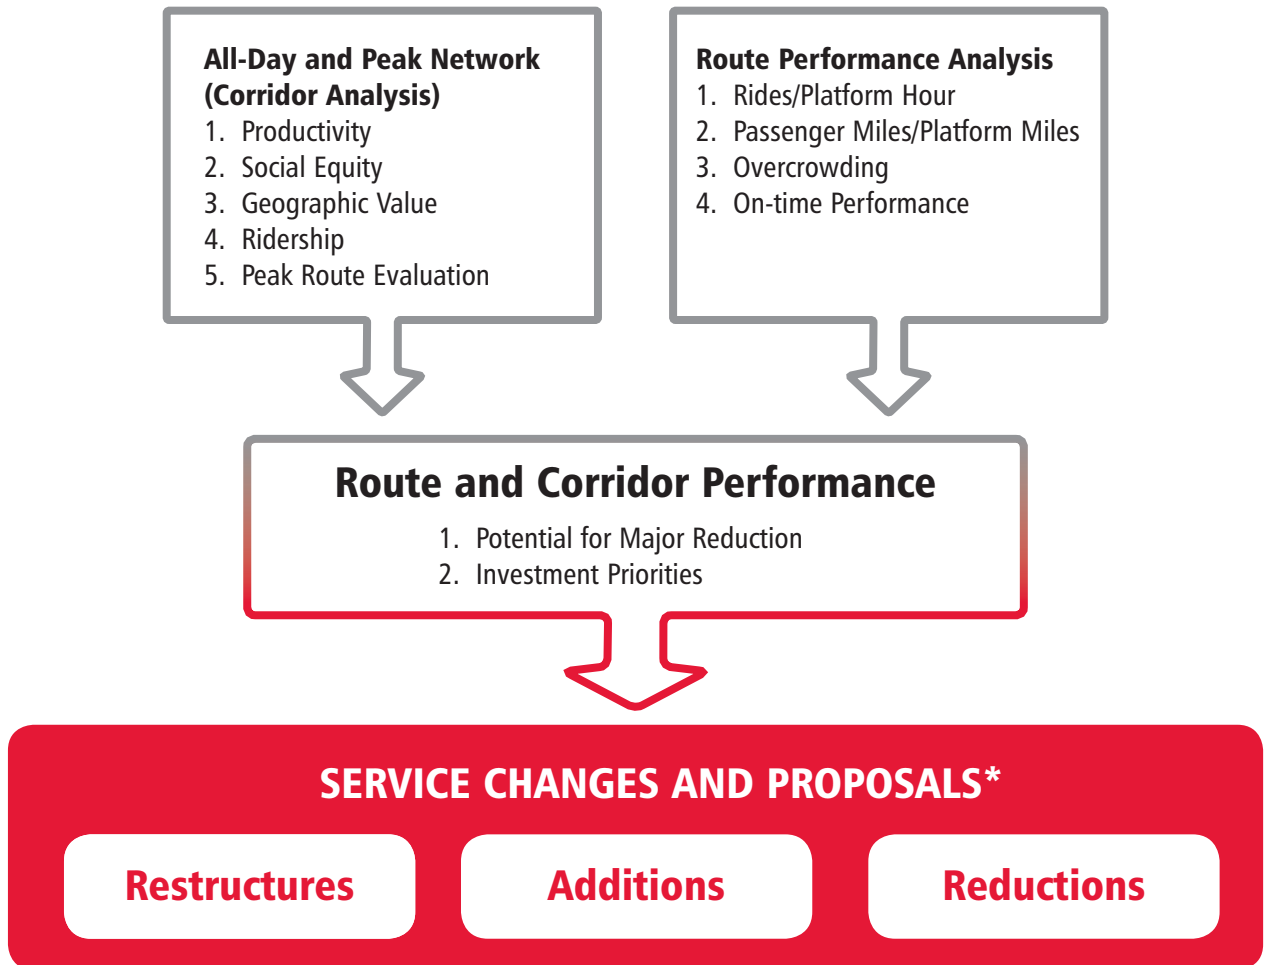 All-Day and Peak Network
(Corridor Analysis)
1. Productivity
2. Social Equity
3. Geographic Value
4. Ridership
5. Peak Route Evaluation
Route Performance Analysis
1. Rides/Platform Hour
2. Passenger Miles/Platform Miles
3. Overcrowding
4. On-time Performance
Route and Corridor Performance
1. Potential for Major Reduction
2. Investment Priorities
SERVICE CHANGES AND PROPOSALS*
Restructures
Additions
Reductions